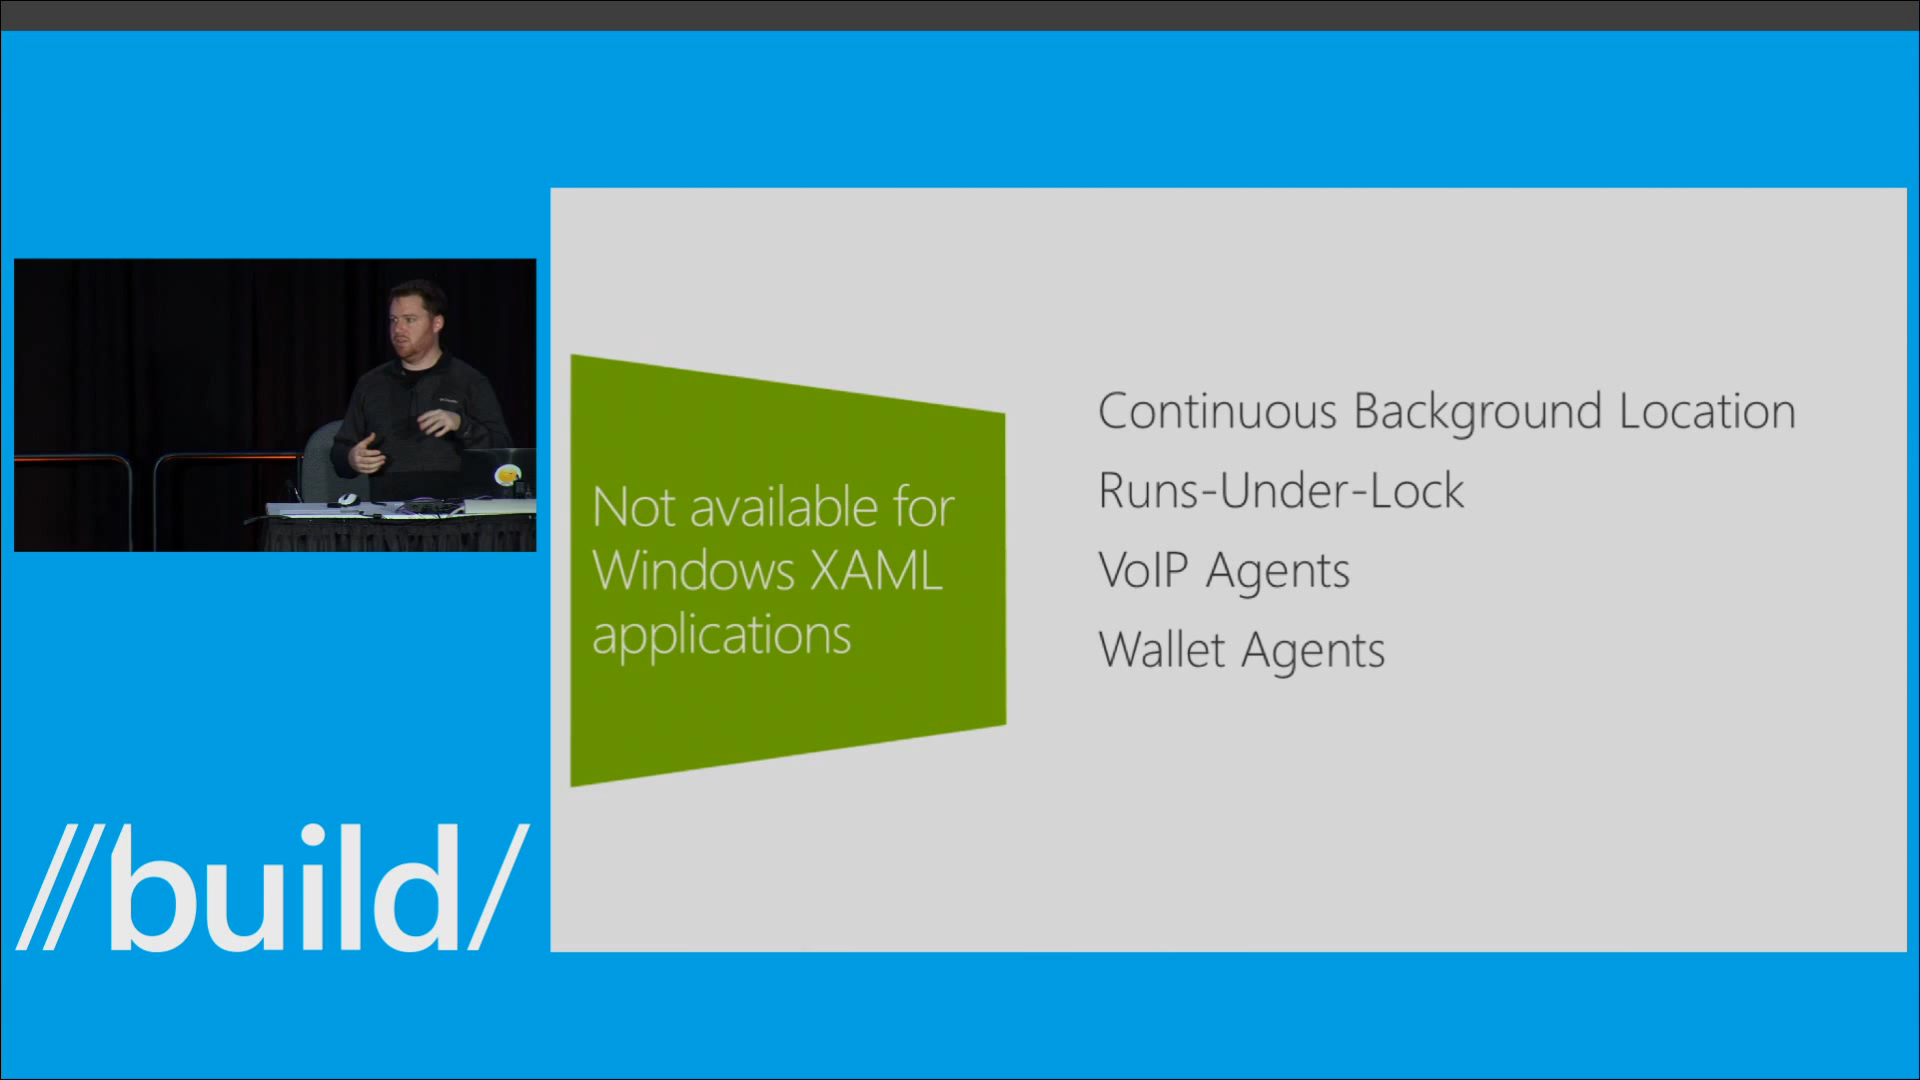 Not available for
Windows XAML
applications
Continuous Background Location
Runs-Under-Lock
VoIP Agents
Wallet Agents
//build/